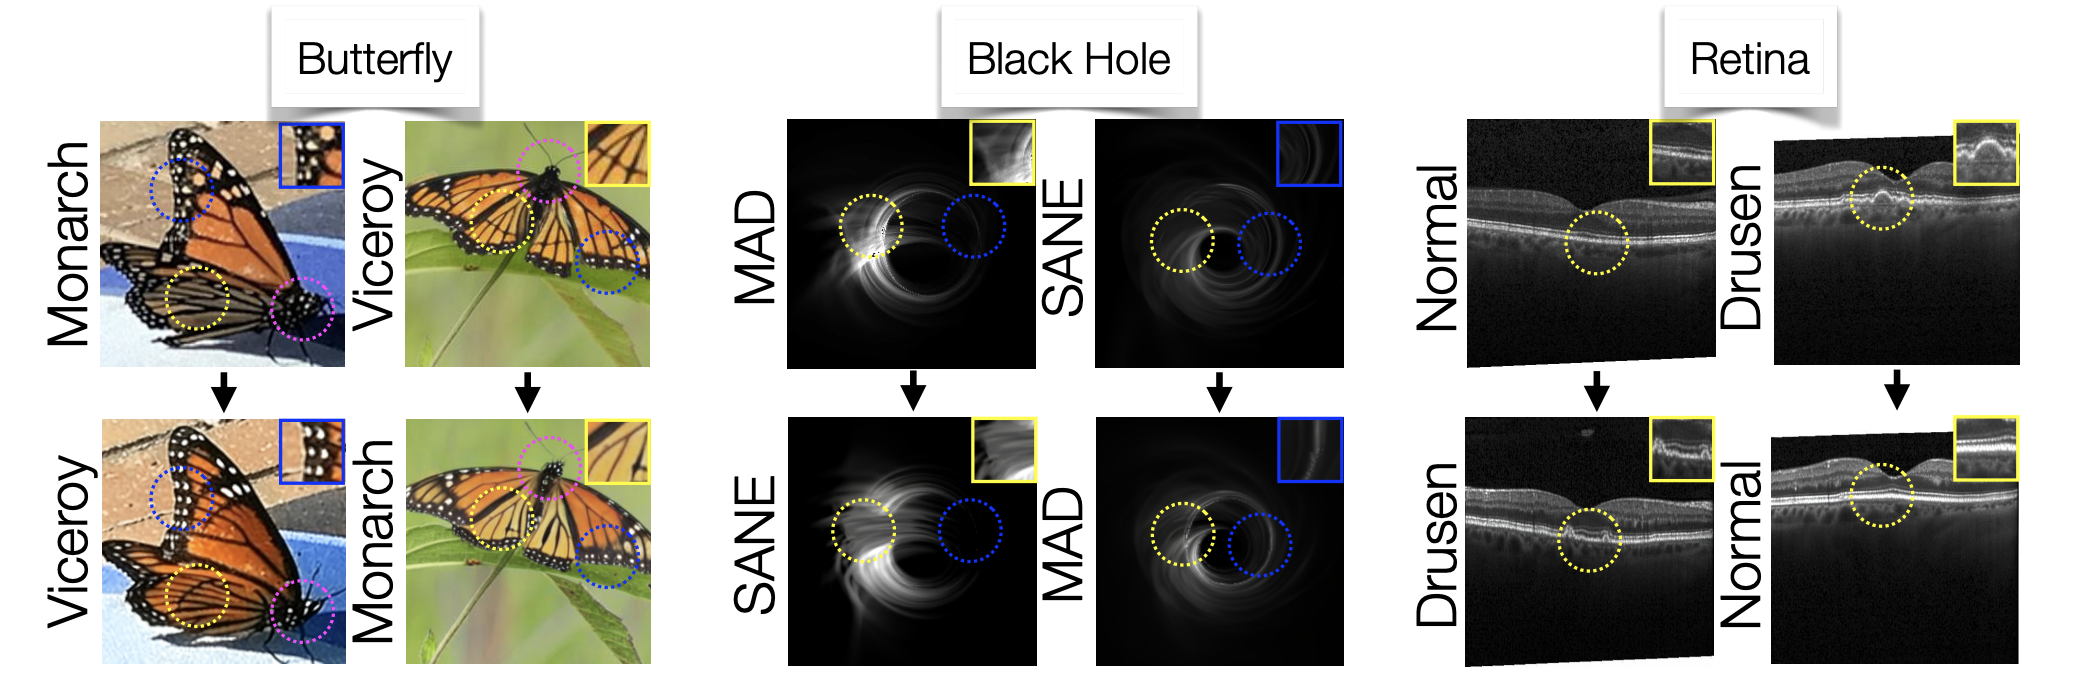 Butterfly
Monarch
Viceroy
Viceroy
Monarch
Black Hole
MAD
SANE
SANE
MAD
Retina
Normal
Drusen
Drusen
Normal